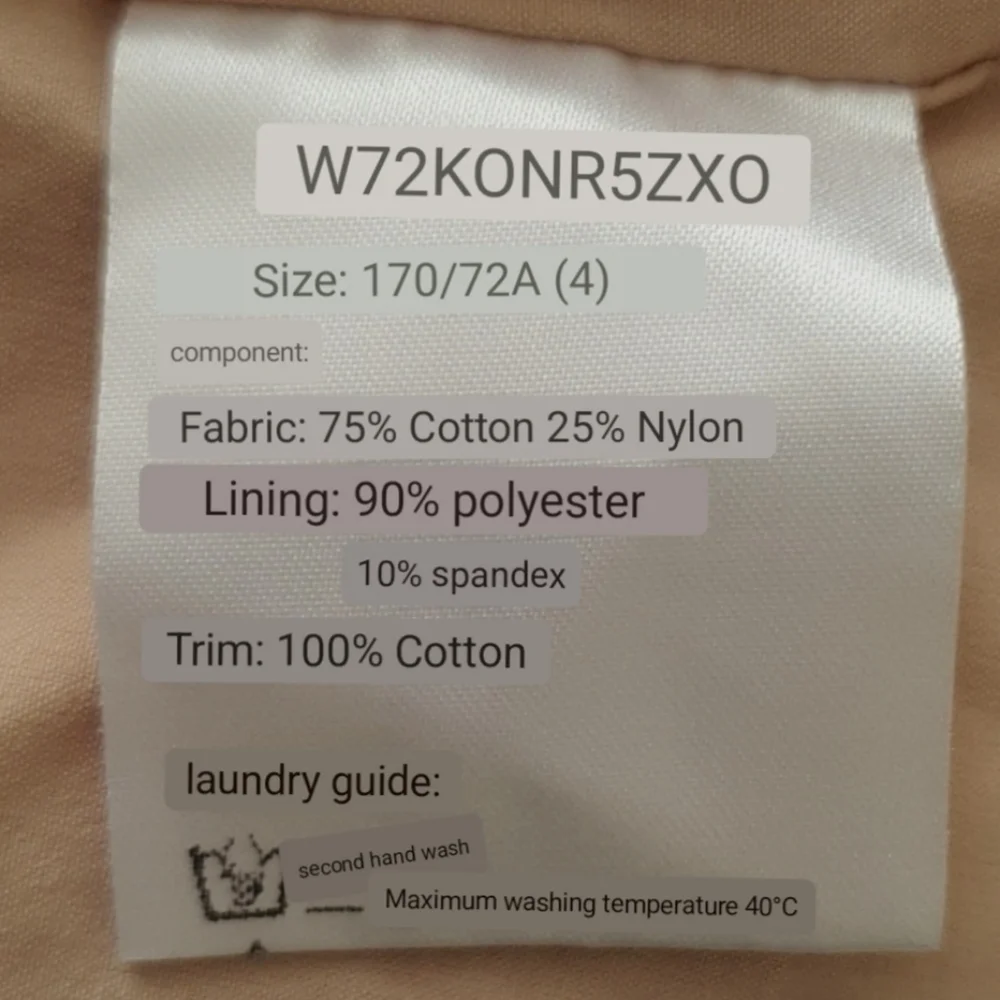 W72KONR5ZXO
Size: 170/72A (4)
component:
Fabric: 75% Cotton 25% Nylon
Lining: 90% polyester
10% spandex
Trim: 100% Cotton
laundry guide:
second hand wash
Maximum washing temperature 40°C